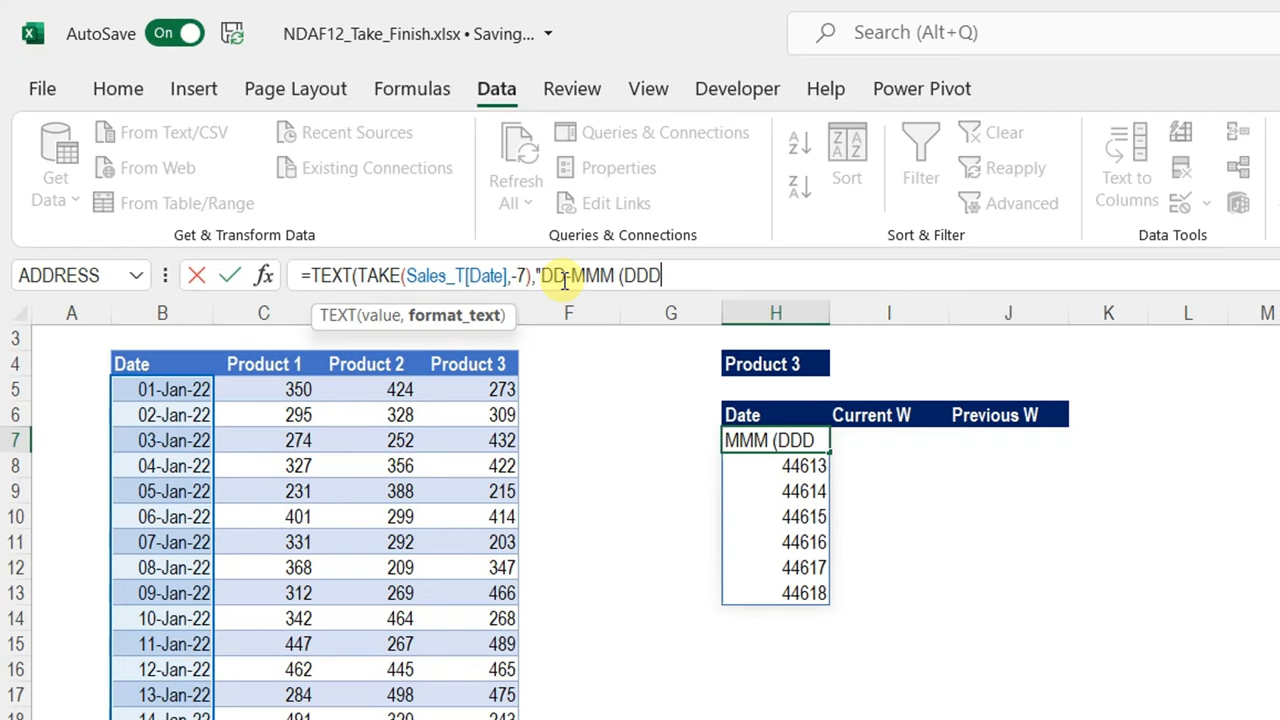 AutoSave On NDAF12_Take_Finish.xlsx • Saving... Search (Alt+Q)
File Home Insert Page Layout Formulas Data Review View Developer Help Power Pivot
Get Data
From Text/CSV
From Web
From Table/Range
Recent Sources
Existing Connections
Get & Transform Data
Refresh All
Queries & Connections
Properties
Edit Links
Queries & Connections
Sort
Filter
Clear
Reapply
Advanced
Sort & Filter
Text to Columns
Data Tools
ADDRESS fx =TEXT(TAKE(Sales_T[Date],-7),"DD-MMM (DDD
TEXT(value, format_text)
A B C F G H I J K L M
3
4 Date Product 1 Product 2 Product 3 Product 3
5 01-Jan-22 350 424 273
6 02-Jan-22 295 328 309 Date Current W Previous W
7 03-Jan-22 274 252 432 MMM (DDD
8 04-Jan-22 327 356 422 44613
9 05-Jan-22 231 388 215 44614
10 06-Jan-22 401 299 414 44615
11 07-Jan-22 331 292 203 44616
12 08-Jan-22 368 209 347 44617
13 09-Jan-22 312 269 466 44618
14 10-Jan-22 342 464 268
15 11-Jan-22 447 267 489
16 12-Jan-22 462 445 465
17 13-Jan-22 284 498 475
18 14-Jan-22 491 320 243